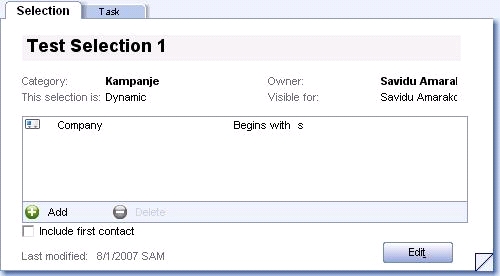 Selection Task
Test Selection 1
Category: Kampanje Owner: Savidu Amaral
This selection is: Dynamic Visible for: Savidu Amarako
Company Begins with s
Add Delete
Include first contact
Last modified: 8/1/2007 SAM
Edit